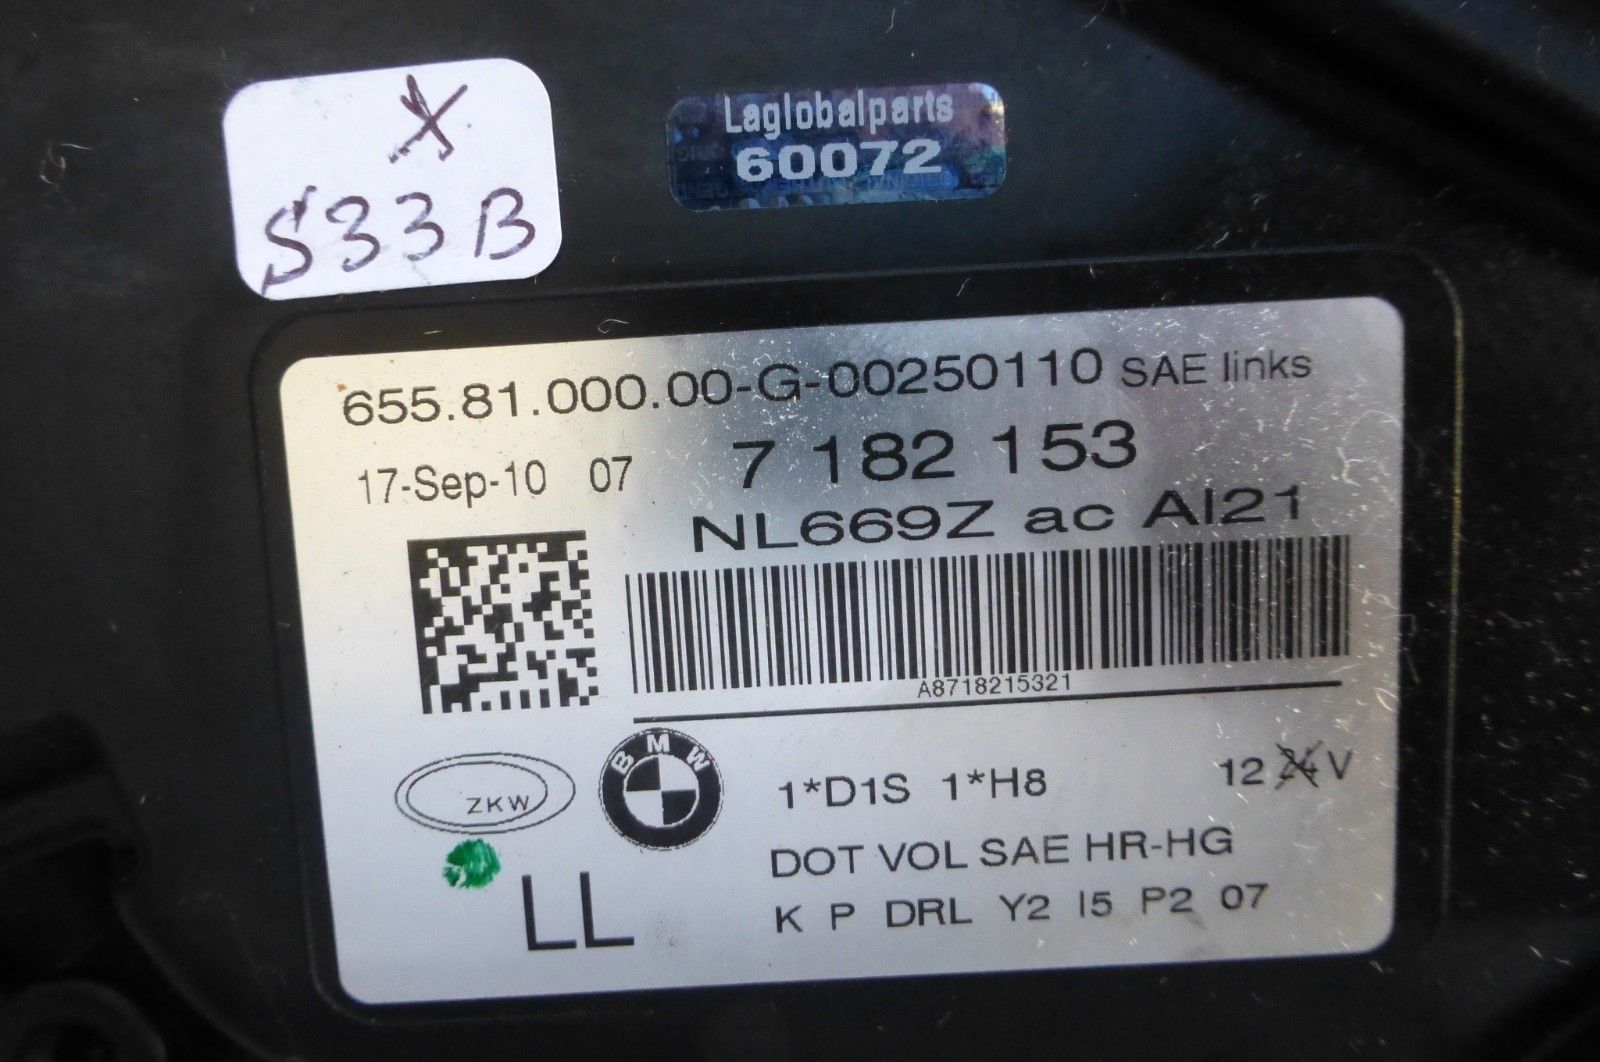 X
S33B
Laglobalparts
60072
655.81.000.00-G-00250110 SAE links
17-Sep-10 07 7 182 153
NL669Z ac AI21
A8718215321
ZKW
BMW
1*D1S 1*H8 12 24 V
DOT VOL SAE HR-HG
LL
K P DRL Y2 I5 P2 07